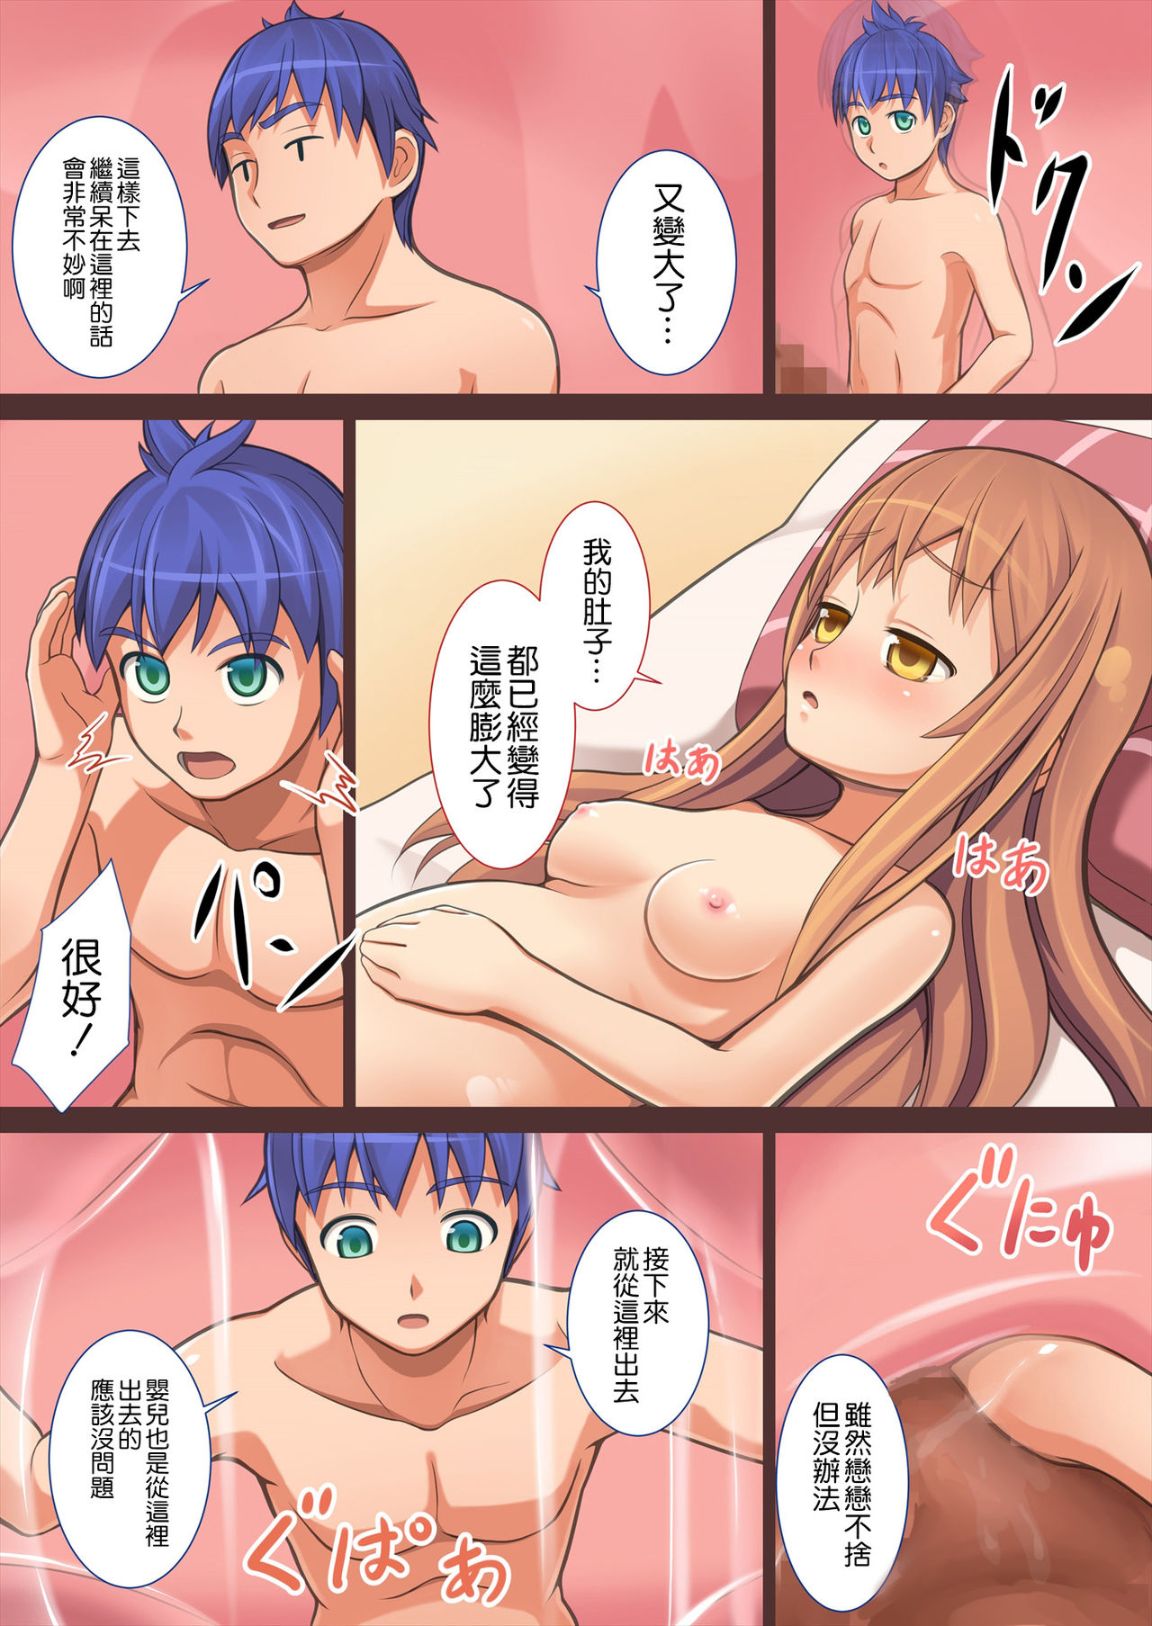 ドクン
又變大了…
這樣下去
繼續呆在這裡的話
會非常不妙啊
我的肚子…
都已經變得
這麼膨大了
はぁ
はぁ
パンッ
很好！
ぐにゅ
雖然戀戀不捨
但沒辦法
接下來
就從這裡出去
嬰兒也是從這裡
出去的
應該沒問題
ぐぱぁ